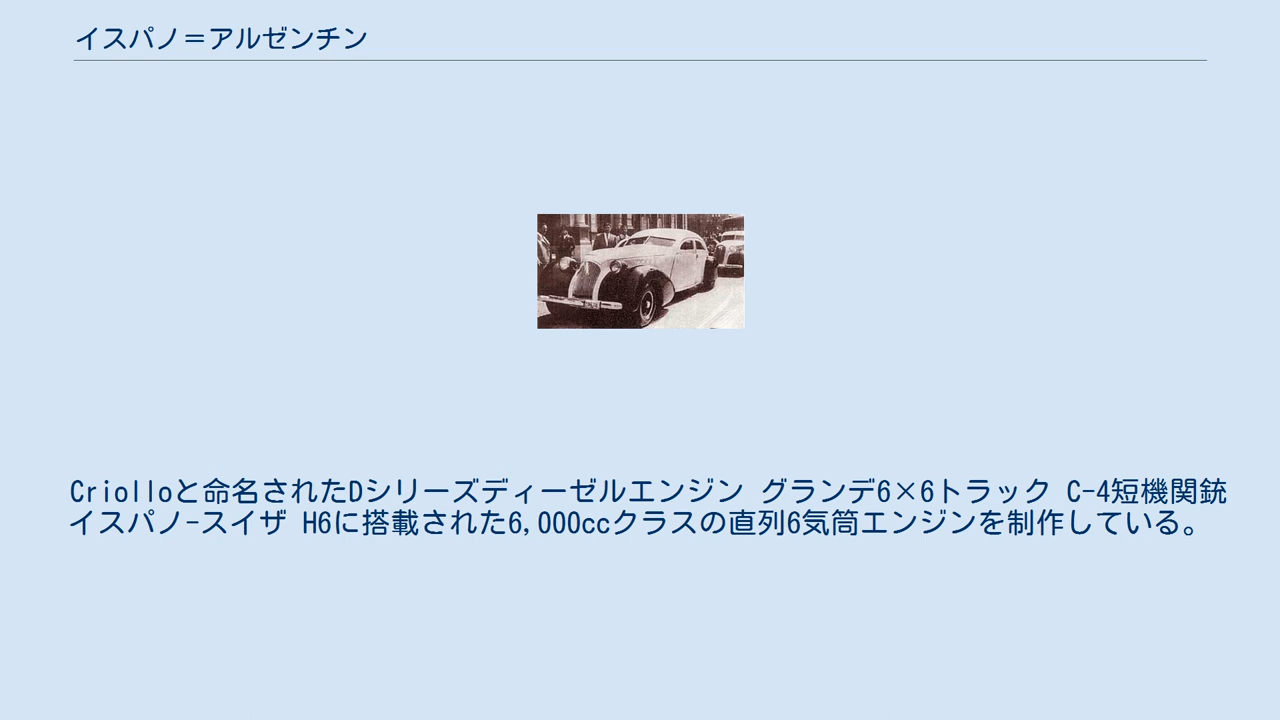 イスパノ＝アルゼンチン
Criolloと命名されたDシリーズディーゼルエンジン グランデ6×6トラック C-4短機関銃
イスパノ-スイザ H6に搭載された6,000ccクラスの直列6気筒エンジンを制作している。